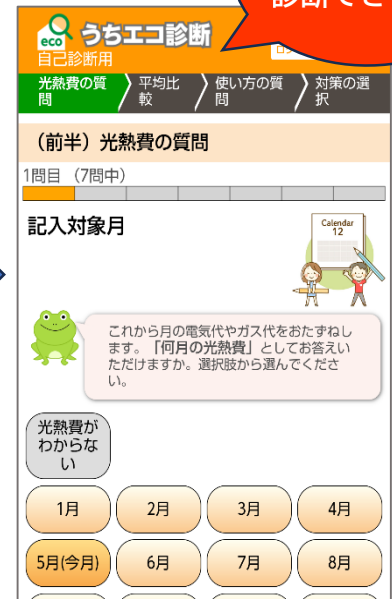 診断でき
eco うちエコ診断
自己診断用
光熱費の質問
平均比較
使い方の質問
対策の選択
（前半）光熱費の質問
1問目 （7問中）
記入対象月
Calendar
12
これから月の電気代やガス代をおたずねし
ます。「何月の光熱費」としてお答えい
ただけますか。選択肢から選んでくださ
い。
光熱費が
わからな
い
1月 2月 3月 4月
5月(今月) 6月 7月 8月